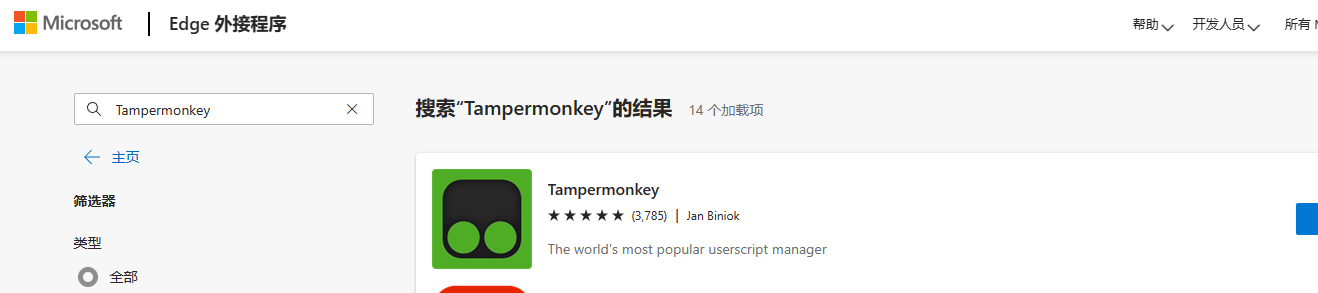 Microsoft
Edge 外接程序
帮助
开发人员
所有
Tampermonkey
搜索“Tampermonkey”的结果
14 个加载项
主页
筛选器
类型
全部
Tampermonkey
(3,785) | Jan Biniok
The world's most popular userscript manager